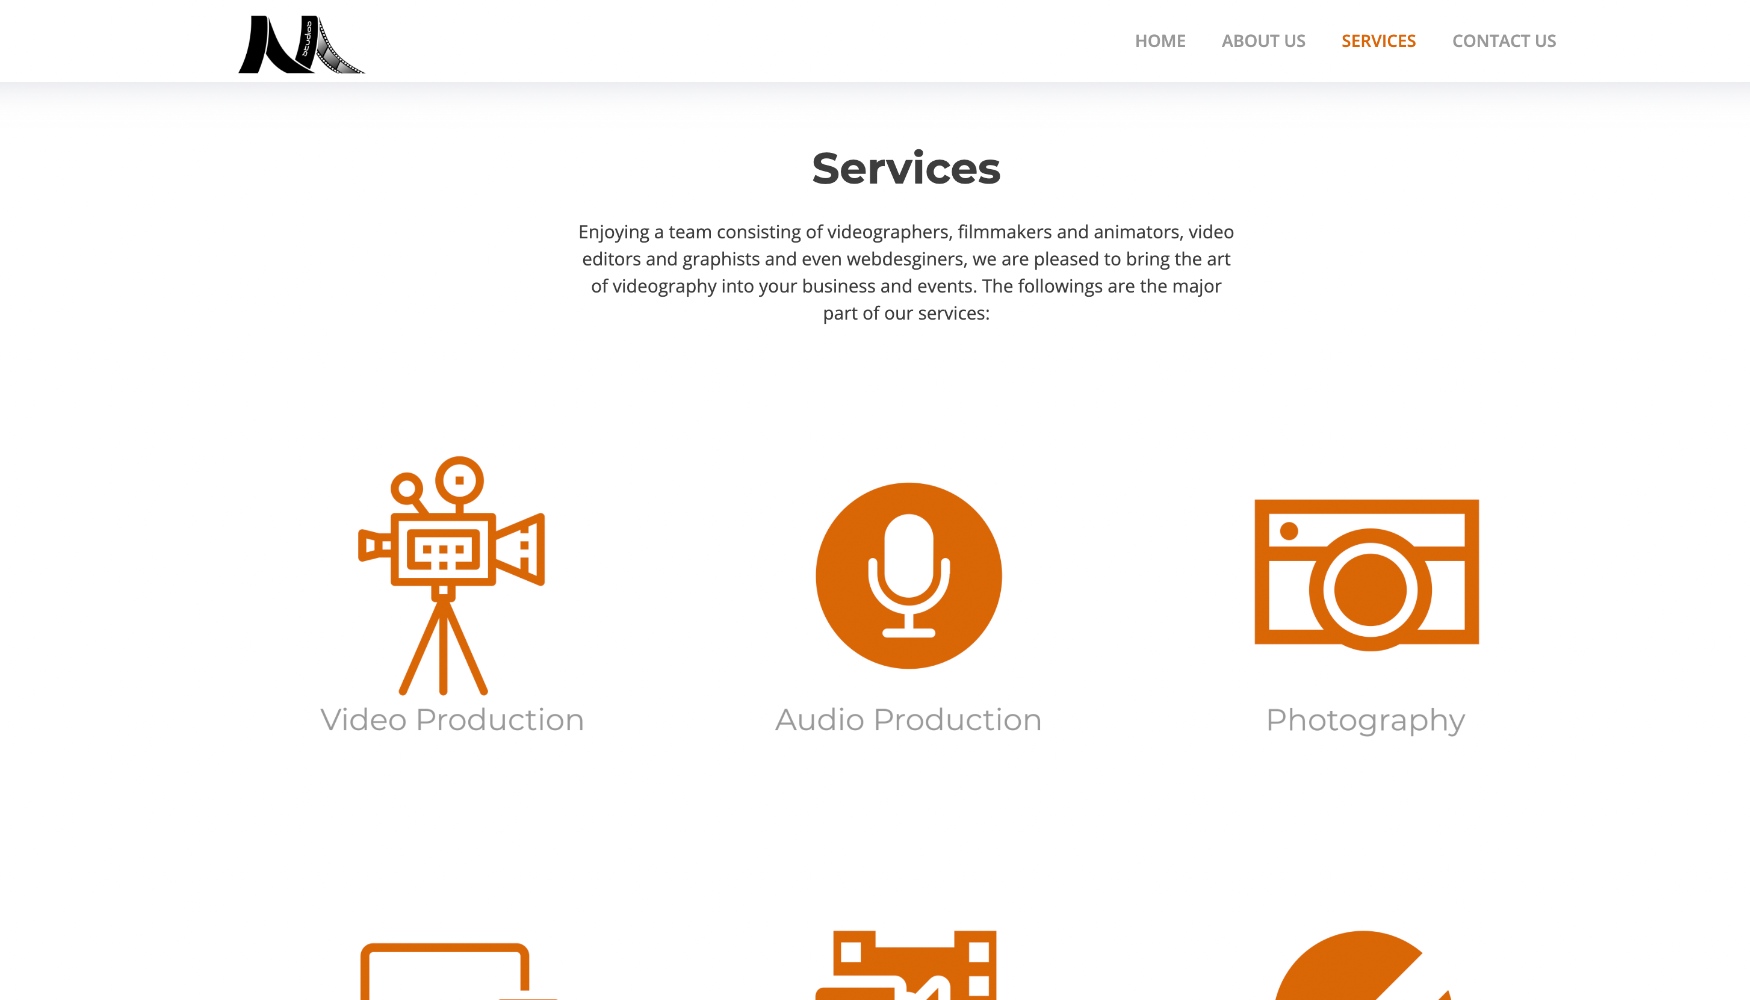 studio
HOME ABOUT US SERVICES CONTACT US
Services
Enjoying a team consisting of videographers, filmmakers and animators, video
editors and graphists and even webdesginers, we are pleased to bring the art
of videography into your business and events. The followings are the major
part of our services:
Video Production
Audio Production
Photography